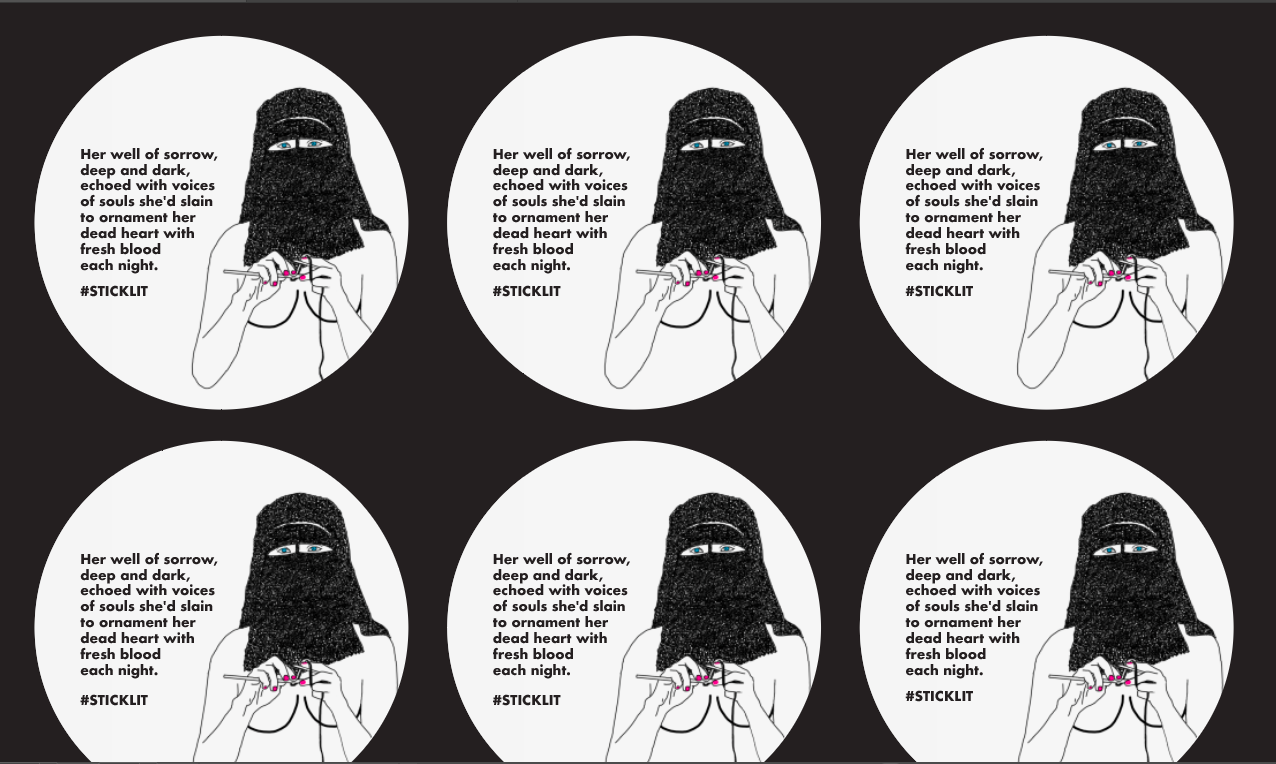 Her well of sorrow,
deep and dark,
echoed with voices
of souls she'd slain
to ornament her
dead heart with
fresh blood
each night.
#STICKLIT
Her well of sorrow,
deep and dark,
echoed with voices
of souls she'd slain
to ornament her
dead heart with
fresh blood
each night.
#STICKLIT
Her well of sorrow,
deep and dark,
echoed with voices
of souls she'd slain
to ornament her
dead heart with
fresh blood
each night.
#STICKLIT
Her well of sorrow,
deep and dark,
echoed with voices
of souls she'd slain
to ornament her
dead heart with
fresh blood
each night.
#STICKLIT
Her well of sorrow,
deep and dark,
echoed with voices
of souls she'd slain
to ornament her
dead heart with
fresh blood
each night.
#STICKLIT
Her well of sorrow,
deep and dark,
echoed with voices
of souls she'd slain
to ornament her
dead heart with
fresh blood
each night.
#STICKLIT